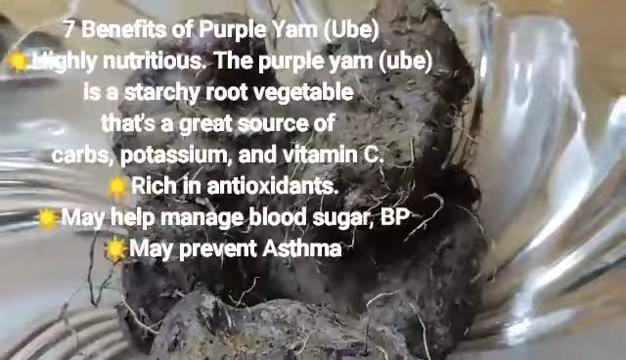 7 Benefits of Purple Yam (Ube)
Highly nutritious. The purple yam (ube)
is a starchy root vegetable
that's a great source of
carbs, potassium, and vitamin C.
Rich in antioxidants.
May help manage blood sugar, BP
May prevent Asthma